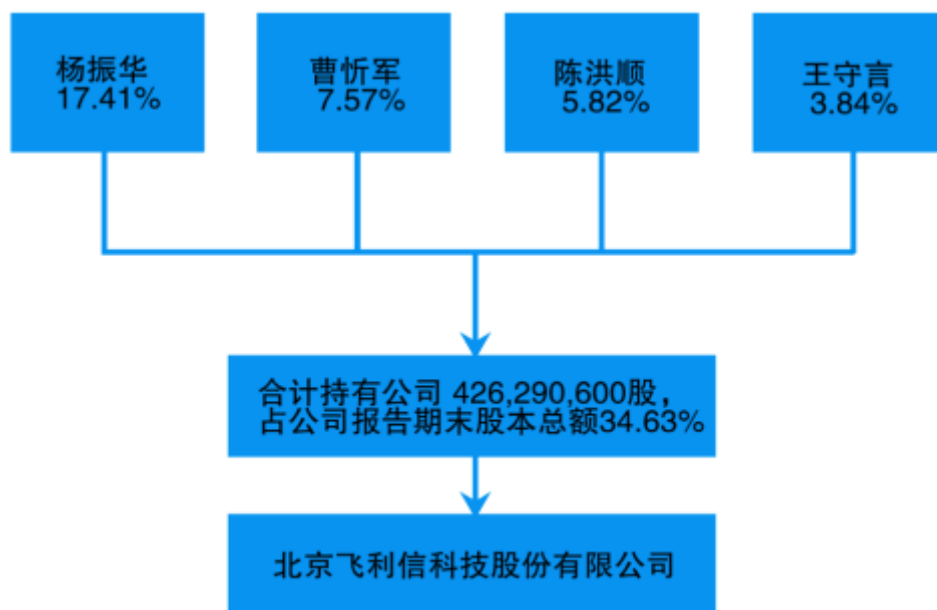 杨振华
17.41%
曹忻军
7.57%
陈洪顺
5.82%
王守言
3.84%
合计持有公司 426,290,600股，
占公司报告期末股本总额34.63%
北京飞利信科技股份有限公司